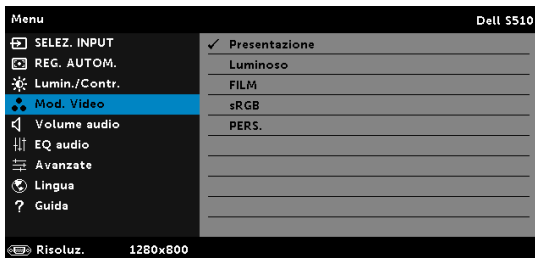 Menu Dell S510
SELEZ. INPUT
REG. AUTOM.
Lumin./Contr.
Mod. Video
Volume audio
EQ audio
Avanzate
Lingua
? Guida
✓ Presentazione
Luminoso
FILM
sRGB
PERS.
Risoluz. 1280x800